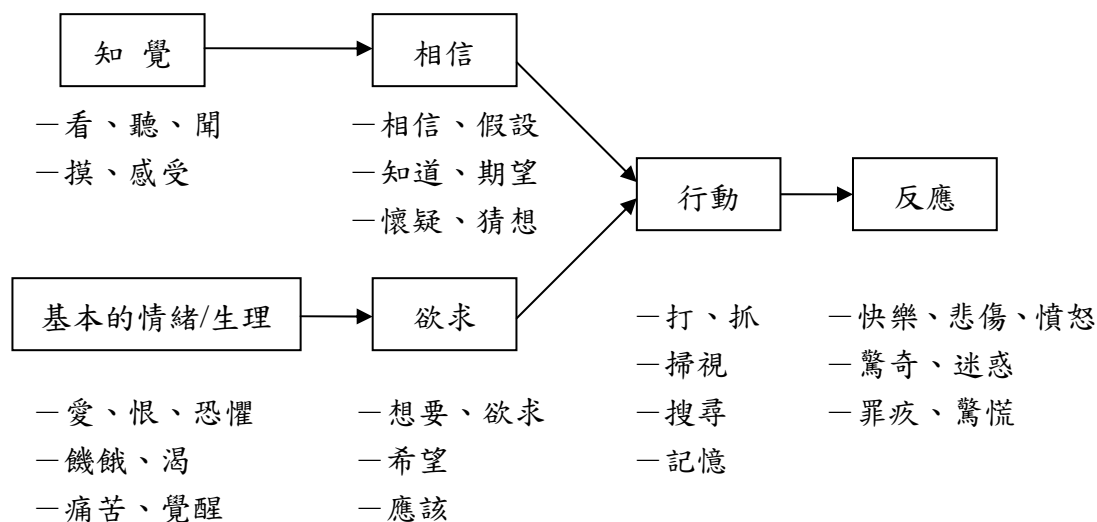 知 覺
相信
－看、聽、聞
－摸、感受
－相信、假設
－知道、期望
－懷疑、猜想
行動
反應
基本的情緒/生理
欲求
－愛、恨、恐懼
－饑餓、渴
－痛苦、覺醒
－想要、欲求
－希望
－應該
－打、抓
－掃視
－搜尋
－記憶
－快樂、悲傷、憤怒
－驚奇、迷惑
－罪疚、驚慌